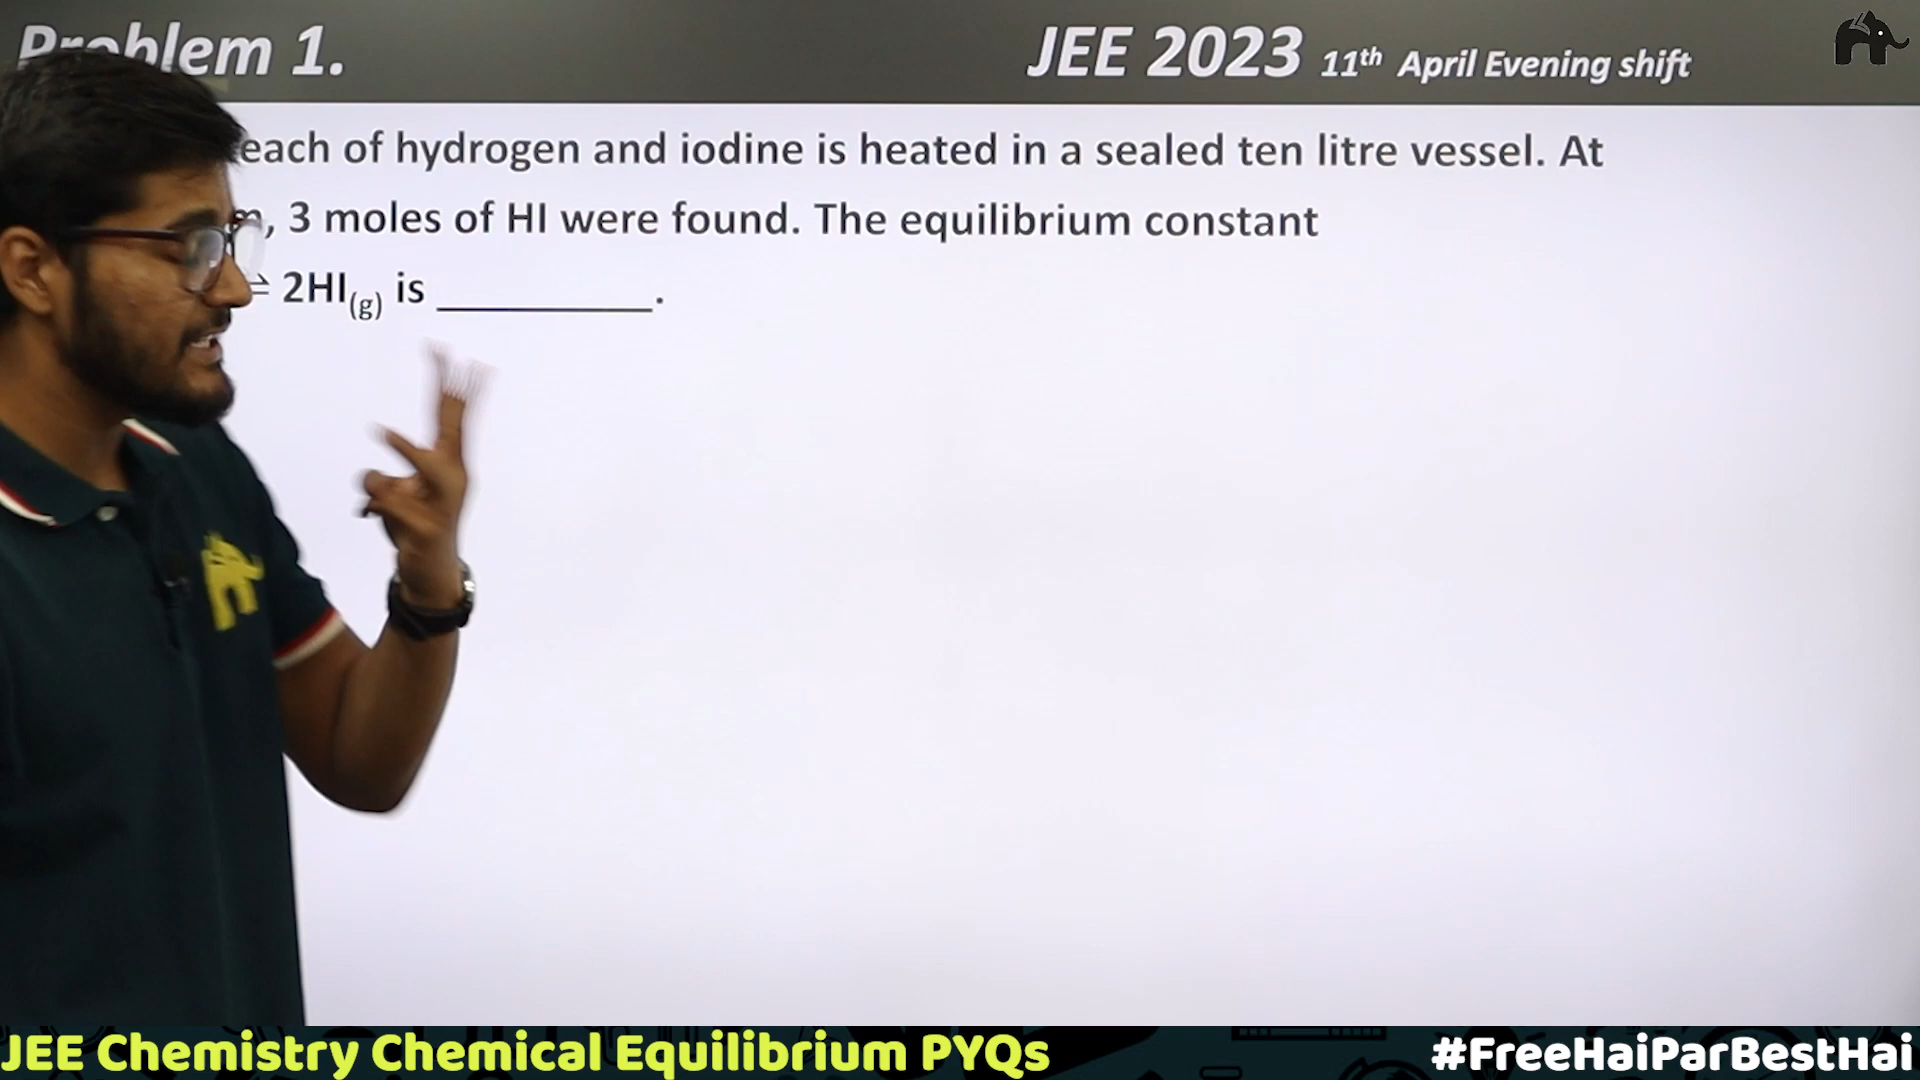 Problem 1.
JEE 2023 11th April Evening shift
each of hydrogen and iodine is heated in a sealed ten litre vessel. At
, 3 moles of HI were found. The equilibrium constant
⇌ 2HI(g) is __________.
JEE Chemistry Chemical Equilibrium PYQs
#FreeHaiParBestHai